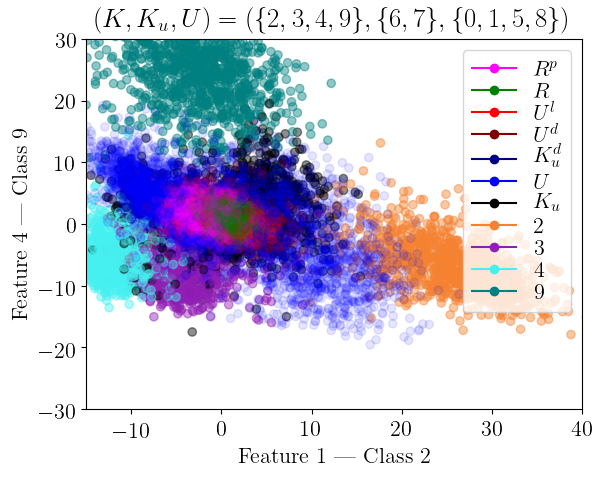 (K, K_u, U) = ({2, 3, 4, 9}, {6, 7}, {0, 1, 5, 8})
30
20
10
0
−10
−20
−30
Feature 4 — Class 9
R^p
R
U^l
U^d
K_u^d
U
K_u
2
3
4
9
−10
0
10
20
30
40
Feature 1 — Class 2